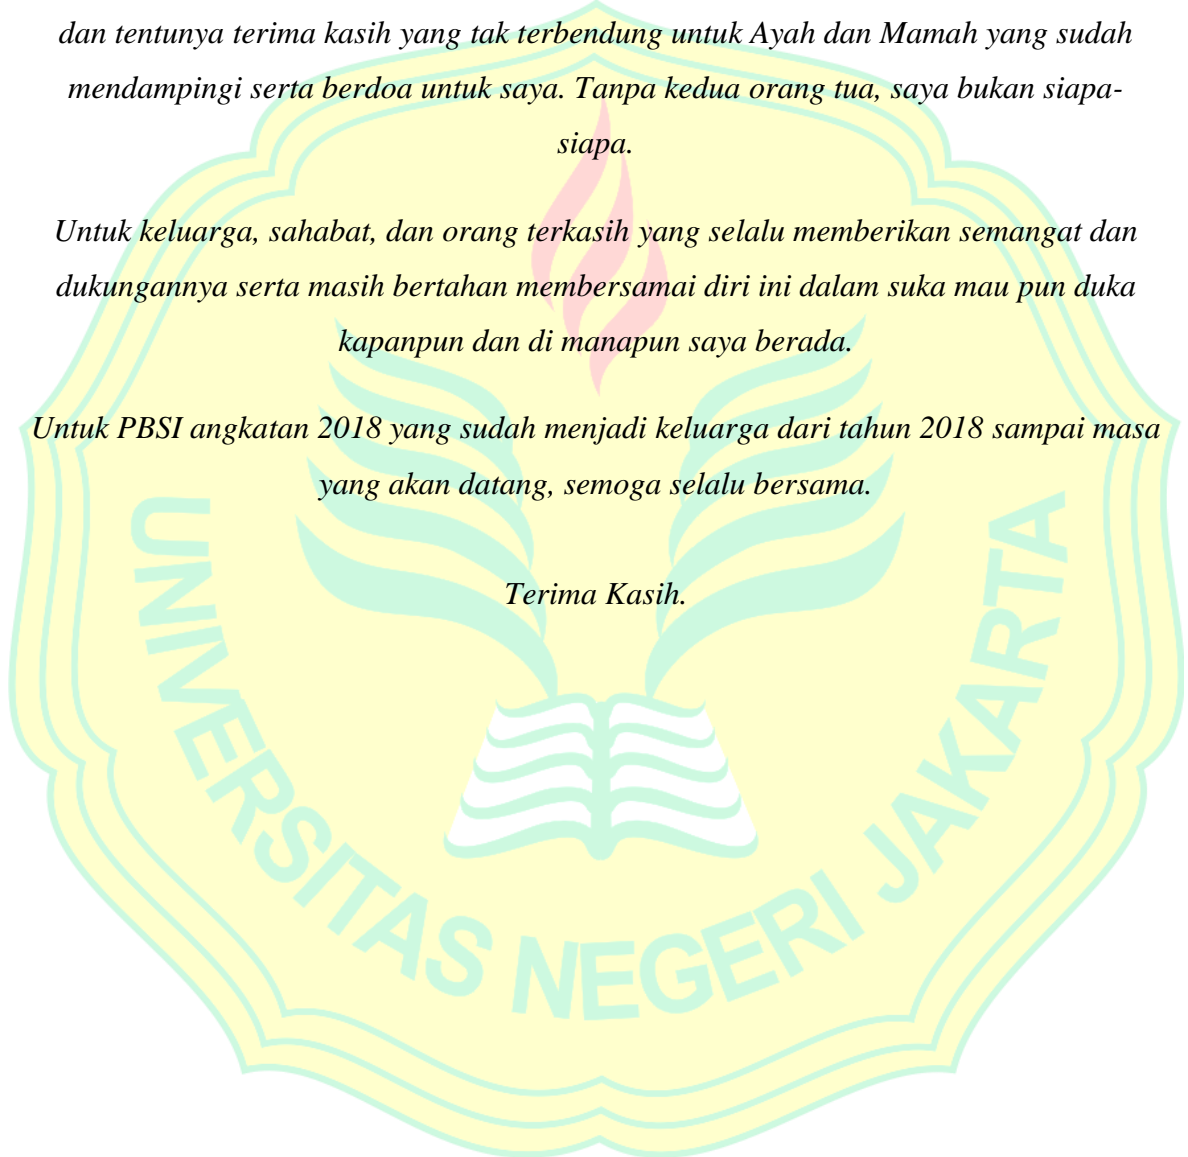 dan tentunya terima kasih yang tak terbendung untuk Ayah dan Mamah yang sudah
mendampingi serta berdoa untuk saya. Tanpa kedua orang tua, saya bukan siapa-
siapa.
Untuk keluarga, sahabat, dan orang terkasih yang selalu memberikan semangat dan
dukungannya serta masih bertahan membersamai diri ini dalam suka mau pun duka
kapanpun dan di manapun saya berada.
Untuk PBSI angkatan 2018 yang sudah menjadi keluarga dari tahun 2018 sampai masa
yang akan datang, semoga selalu bersama.
Terima Kasih.
UNIVERSITAS NEGERI JAKARTA